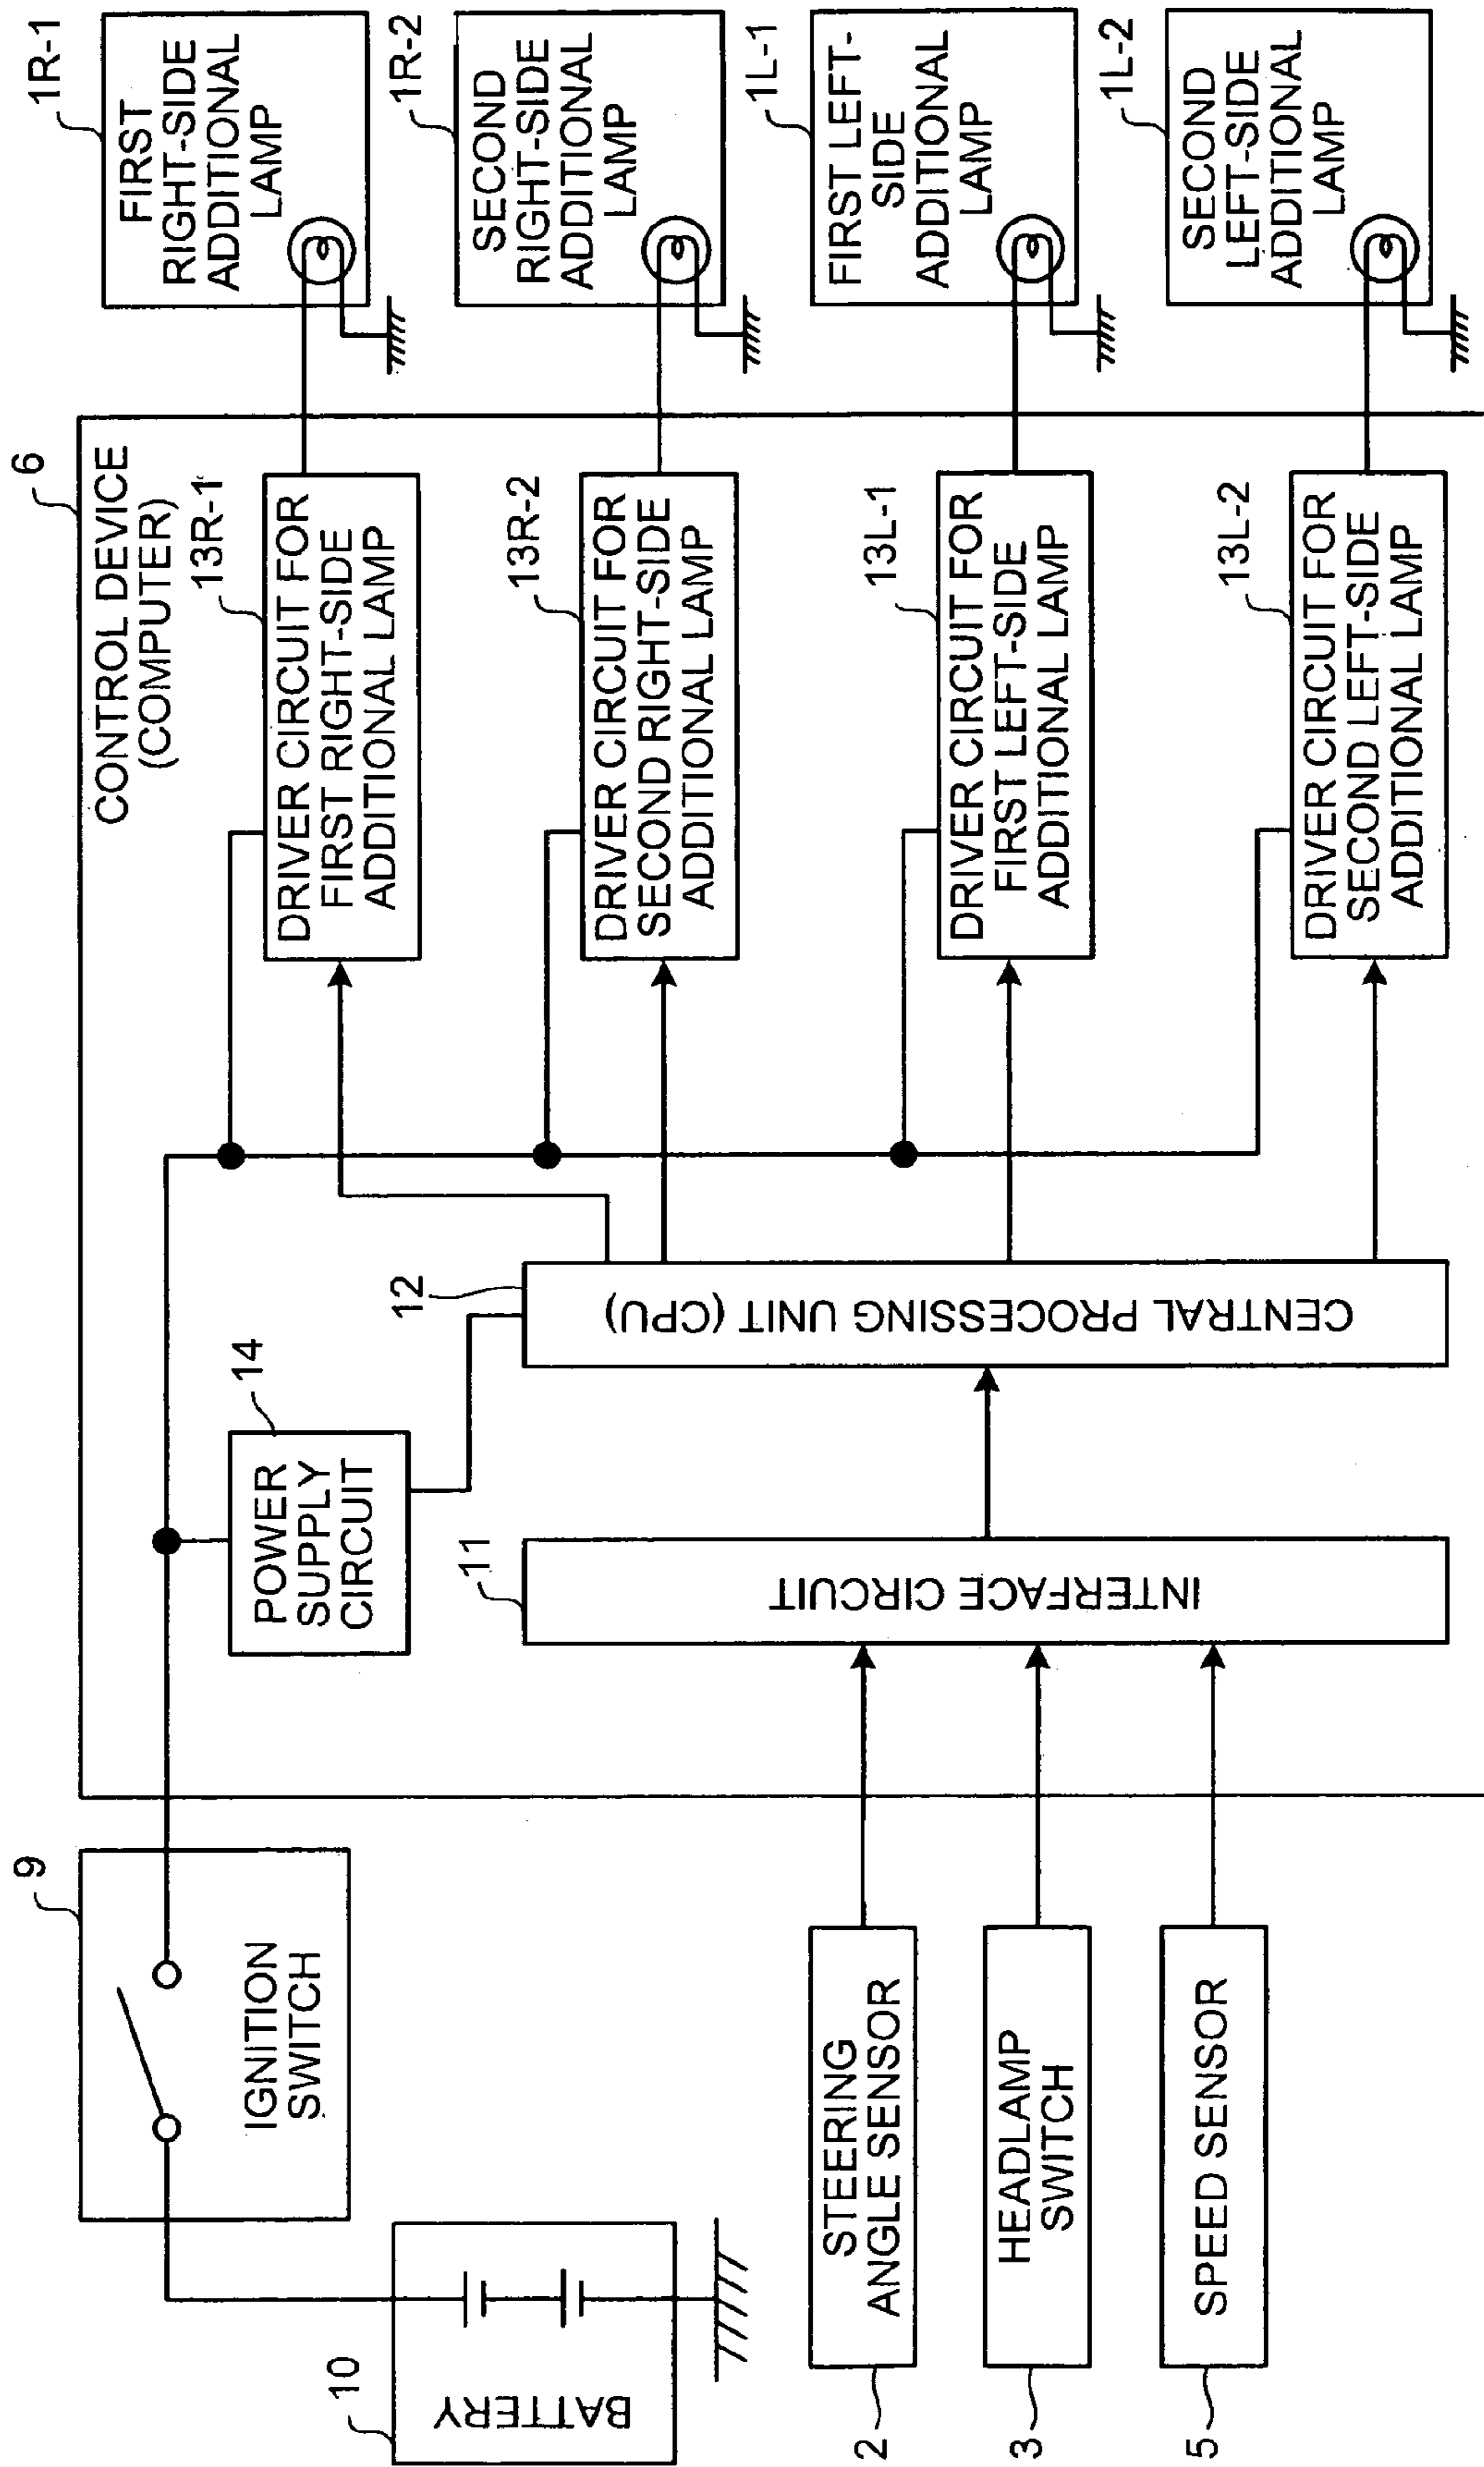 9
IGNITION
SWITCH
10
BATTERY
2
STEERING
ANGLE SENSOR
3
HEADLAMP
SWITCH
5
SPEED SENSOR
6
CONTROL DEVICE
(COMPUTER)
14
POWER
SUPPLY
CIRCUIT
11
INTERFACE CIRCUIT
12
CENTRAL PROCESSING UNIT (CPU)
13R-1
DRIVER CIRCUIT FOR
FIRST RIGHT-SIDE
ADDITIONAL LAMP
13R-2
DRIVER CIRCUIT FOR
SECOND RIGHT-SIDE
ADDITIONAL LAMP
13L-1
DRIVER CIRCUIT FOR
FIRST LEFT-SIDE
ADDITIONAL LAMP
13L-2
DRIVER CIRCUIT FOR
SECOND LEFT-SIDE
ADDITIONAL LAMP
1R-1
FIRST
RIGHT-SIDE
ADDITIONAL
LAMP
1R-2
SECOND
RIGHT-SIDE
ADDITIONAL
LAMP
1L-1
FIRST LEFT-
SIDE
ADDITIONAL
LAMP
1L-2
SECOND
LEFT-SIDE
ADDITIONAL
LAMP